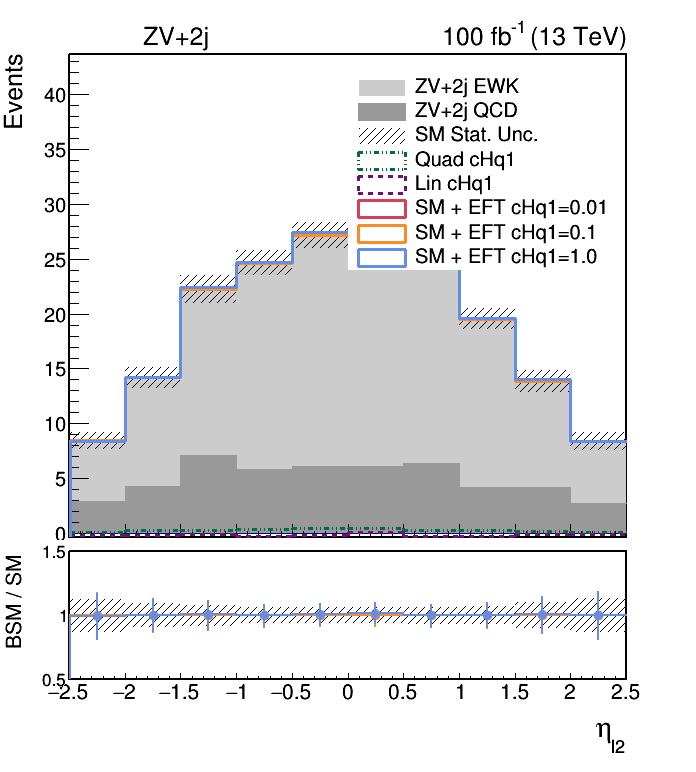 ZV+2j 100 fb-1 (13 TeV)
Events
40
35
30
25
20
15
10
5
0
ZV+2j EWK
ZV+2j QCD
SM Stat. Unc.
Quad cHq1
Lin cHq1
SM + EFT cHq1=0.01
SM + EFT cHq1=0.1
SM + EFT cHq1=1.0
BSM / SM
1.5
1
0.5
−2.5 −2 −1.5 −1 −0.5 0 0.5 1 1.5 2 2.5
η l2